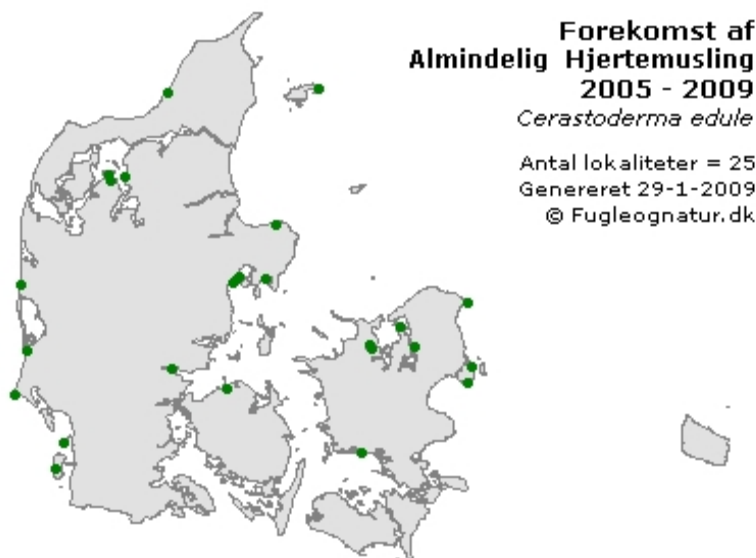 Forekomst af
Almindelig Hjertemusling
2005 - 2009
Cerastoderma edule
Antal lokaliteter = 25
Genereret 29-1-2009
© Fugleognatur.dk